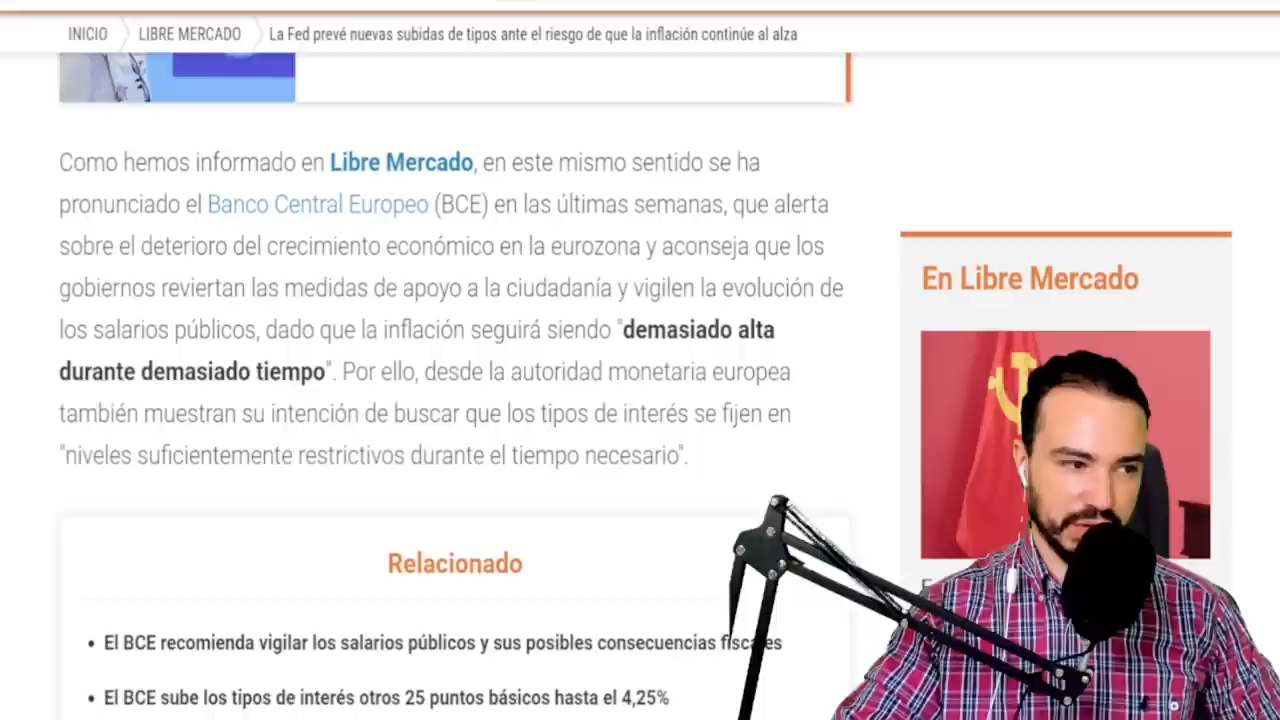 INICIO
LIBRE MERCADO
La Fed prevé nuevas subidas de tipos ante el riesgo de que la inflación continúe al alza
Como hemos informado en Libre Mercado, en este mismo sentido se ha
pronunciado el Banco Central Europeo (BCE) en las últimas semanas, que alerta
sobre el deterioro del crecimiento económico en la eurozona y aconseja que los
gobiernos reviertan las medidas de apoyo a la ciudadanía y vigilen la evolución de
los salarios públicos, dado que la inflación seguirá siendo "demasiado alta
durante demasiado tiempo". Por ello, desde la autoridad monetaria europea
también muestran su intención de buscar que los tipos de interés se fijen en
"niveles suficientemente restrictivos durante el tiempo necesario".
Relacionado
• El BCE recomienda vigilar los salarios públicos y sus posibles consecuencias fiscales
• El BCE sube los tipos de interés otros 25 puntos básicos hasta el 4,25%
En Libre Mercado